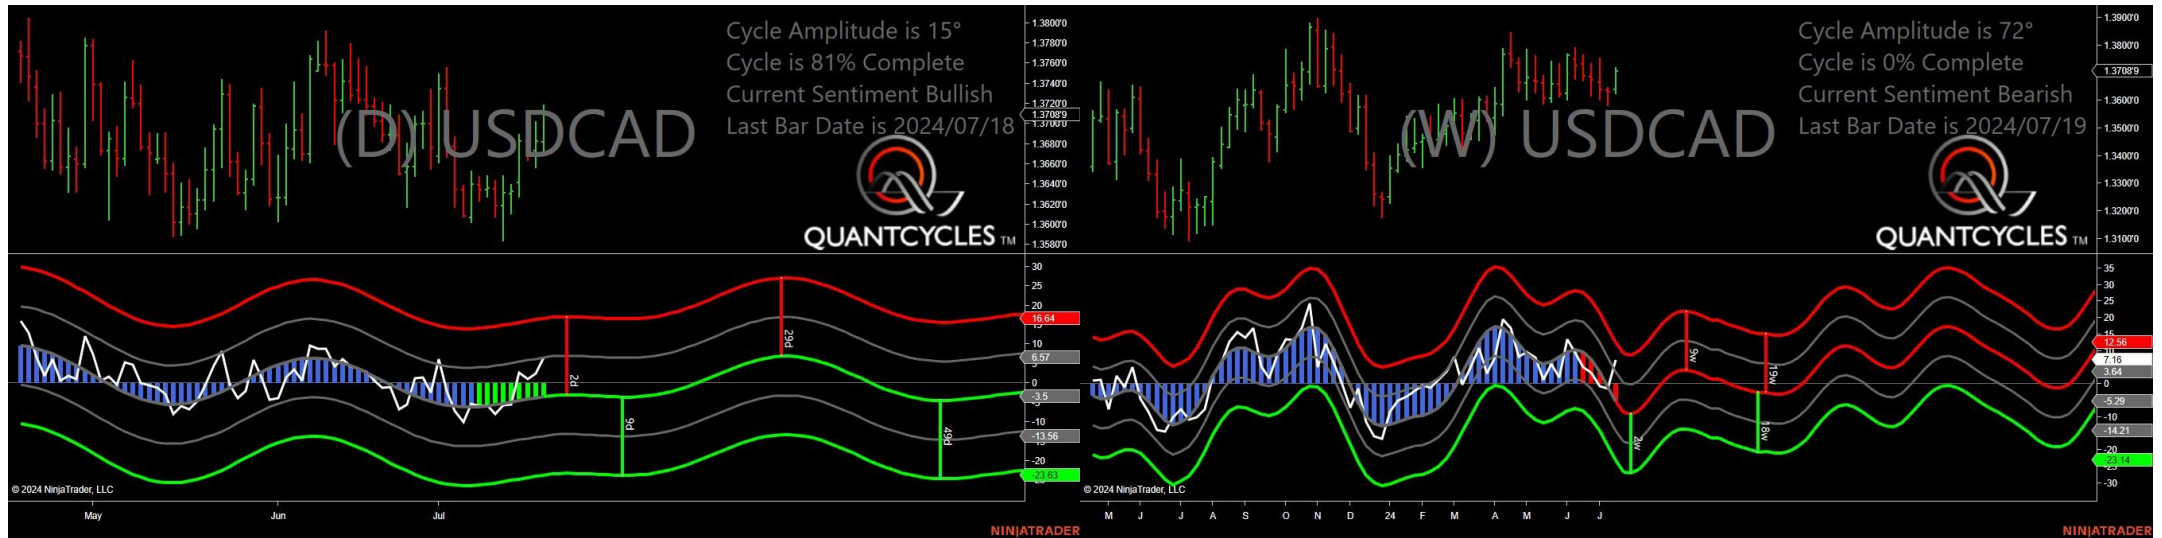 Cycle Amplitude is 15°
Cycle is 81% Complete
Current Sentiment Bullish
Last Bar Date is 2024/07/18
(D) USDCAD
QUANTCYCLES TM
1.3800'0
1.3780'0
1.3760'0
1.3740'0
1.3720'0
1.3708'9
1.3700'0
1.3680'0
1.3660'0
1.3640'0
1.3620'0
1.3600'0
1.3580'0
30
25
20
16.64
15
6.57
5
0
-3.5
-5
-10
-13.56
-20
-23.63
2d
9d
29d
49d
© 2024 NinjaTrader, LLC
May Jun Jul
NINJATRADER
Cycle Amplitude is 72°
Cycle is 0% Complete
Current Sentiment Bearish
Last Bar Date is 2024/07/19
(W) USDCAD
QUANTCYCLES TM
1.3900'0
1.3800'0
1.3708'9
1.3600'0
1.3500'0
1.3400'0
1.3300'0
1.3200'0
1.3100'0
35
30
25
20
15
12.56
10
7.16
3.64
0
-5.29
-10
-14.21
-20
-23.14
-30
2w
9w
18w
19w
© 2024 NinjaTrader, LLC
M J J A S O N D 24 F M A M J J
NINJATRADER